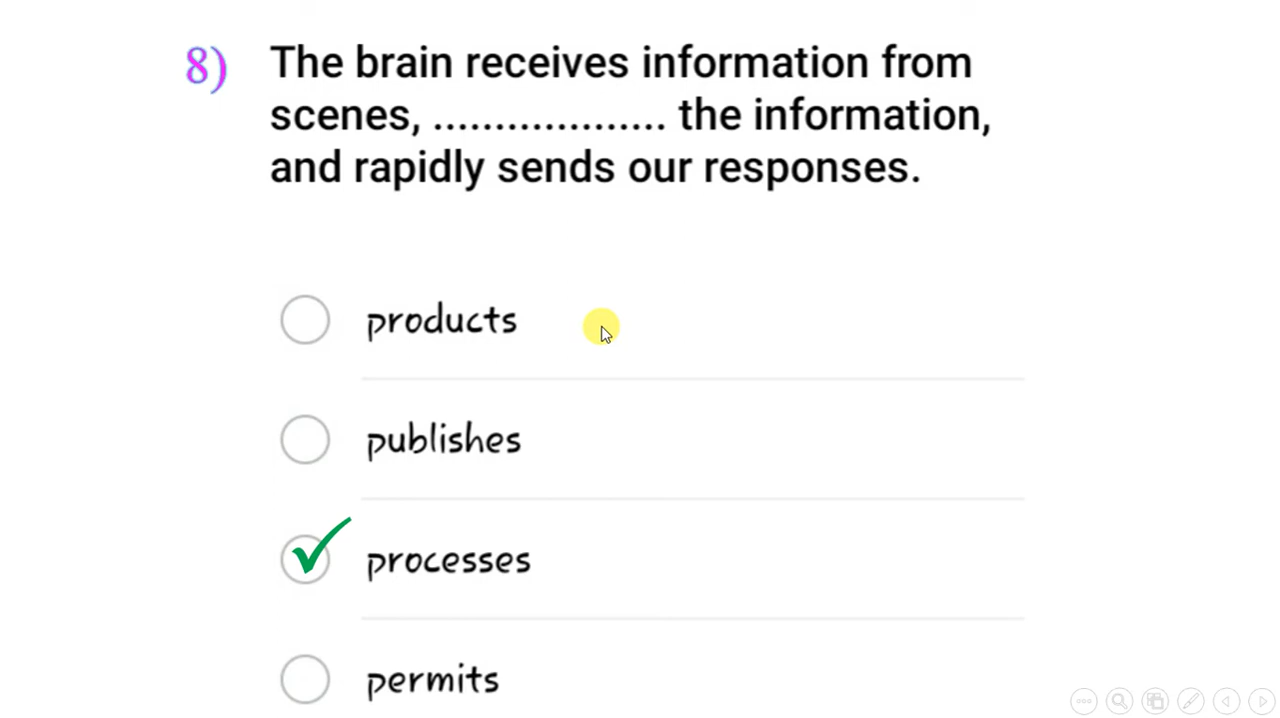 8) The brain receives information from
scenes, ................... the information,
and rapidly sends our responses.
products
publishes
processes
permits